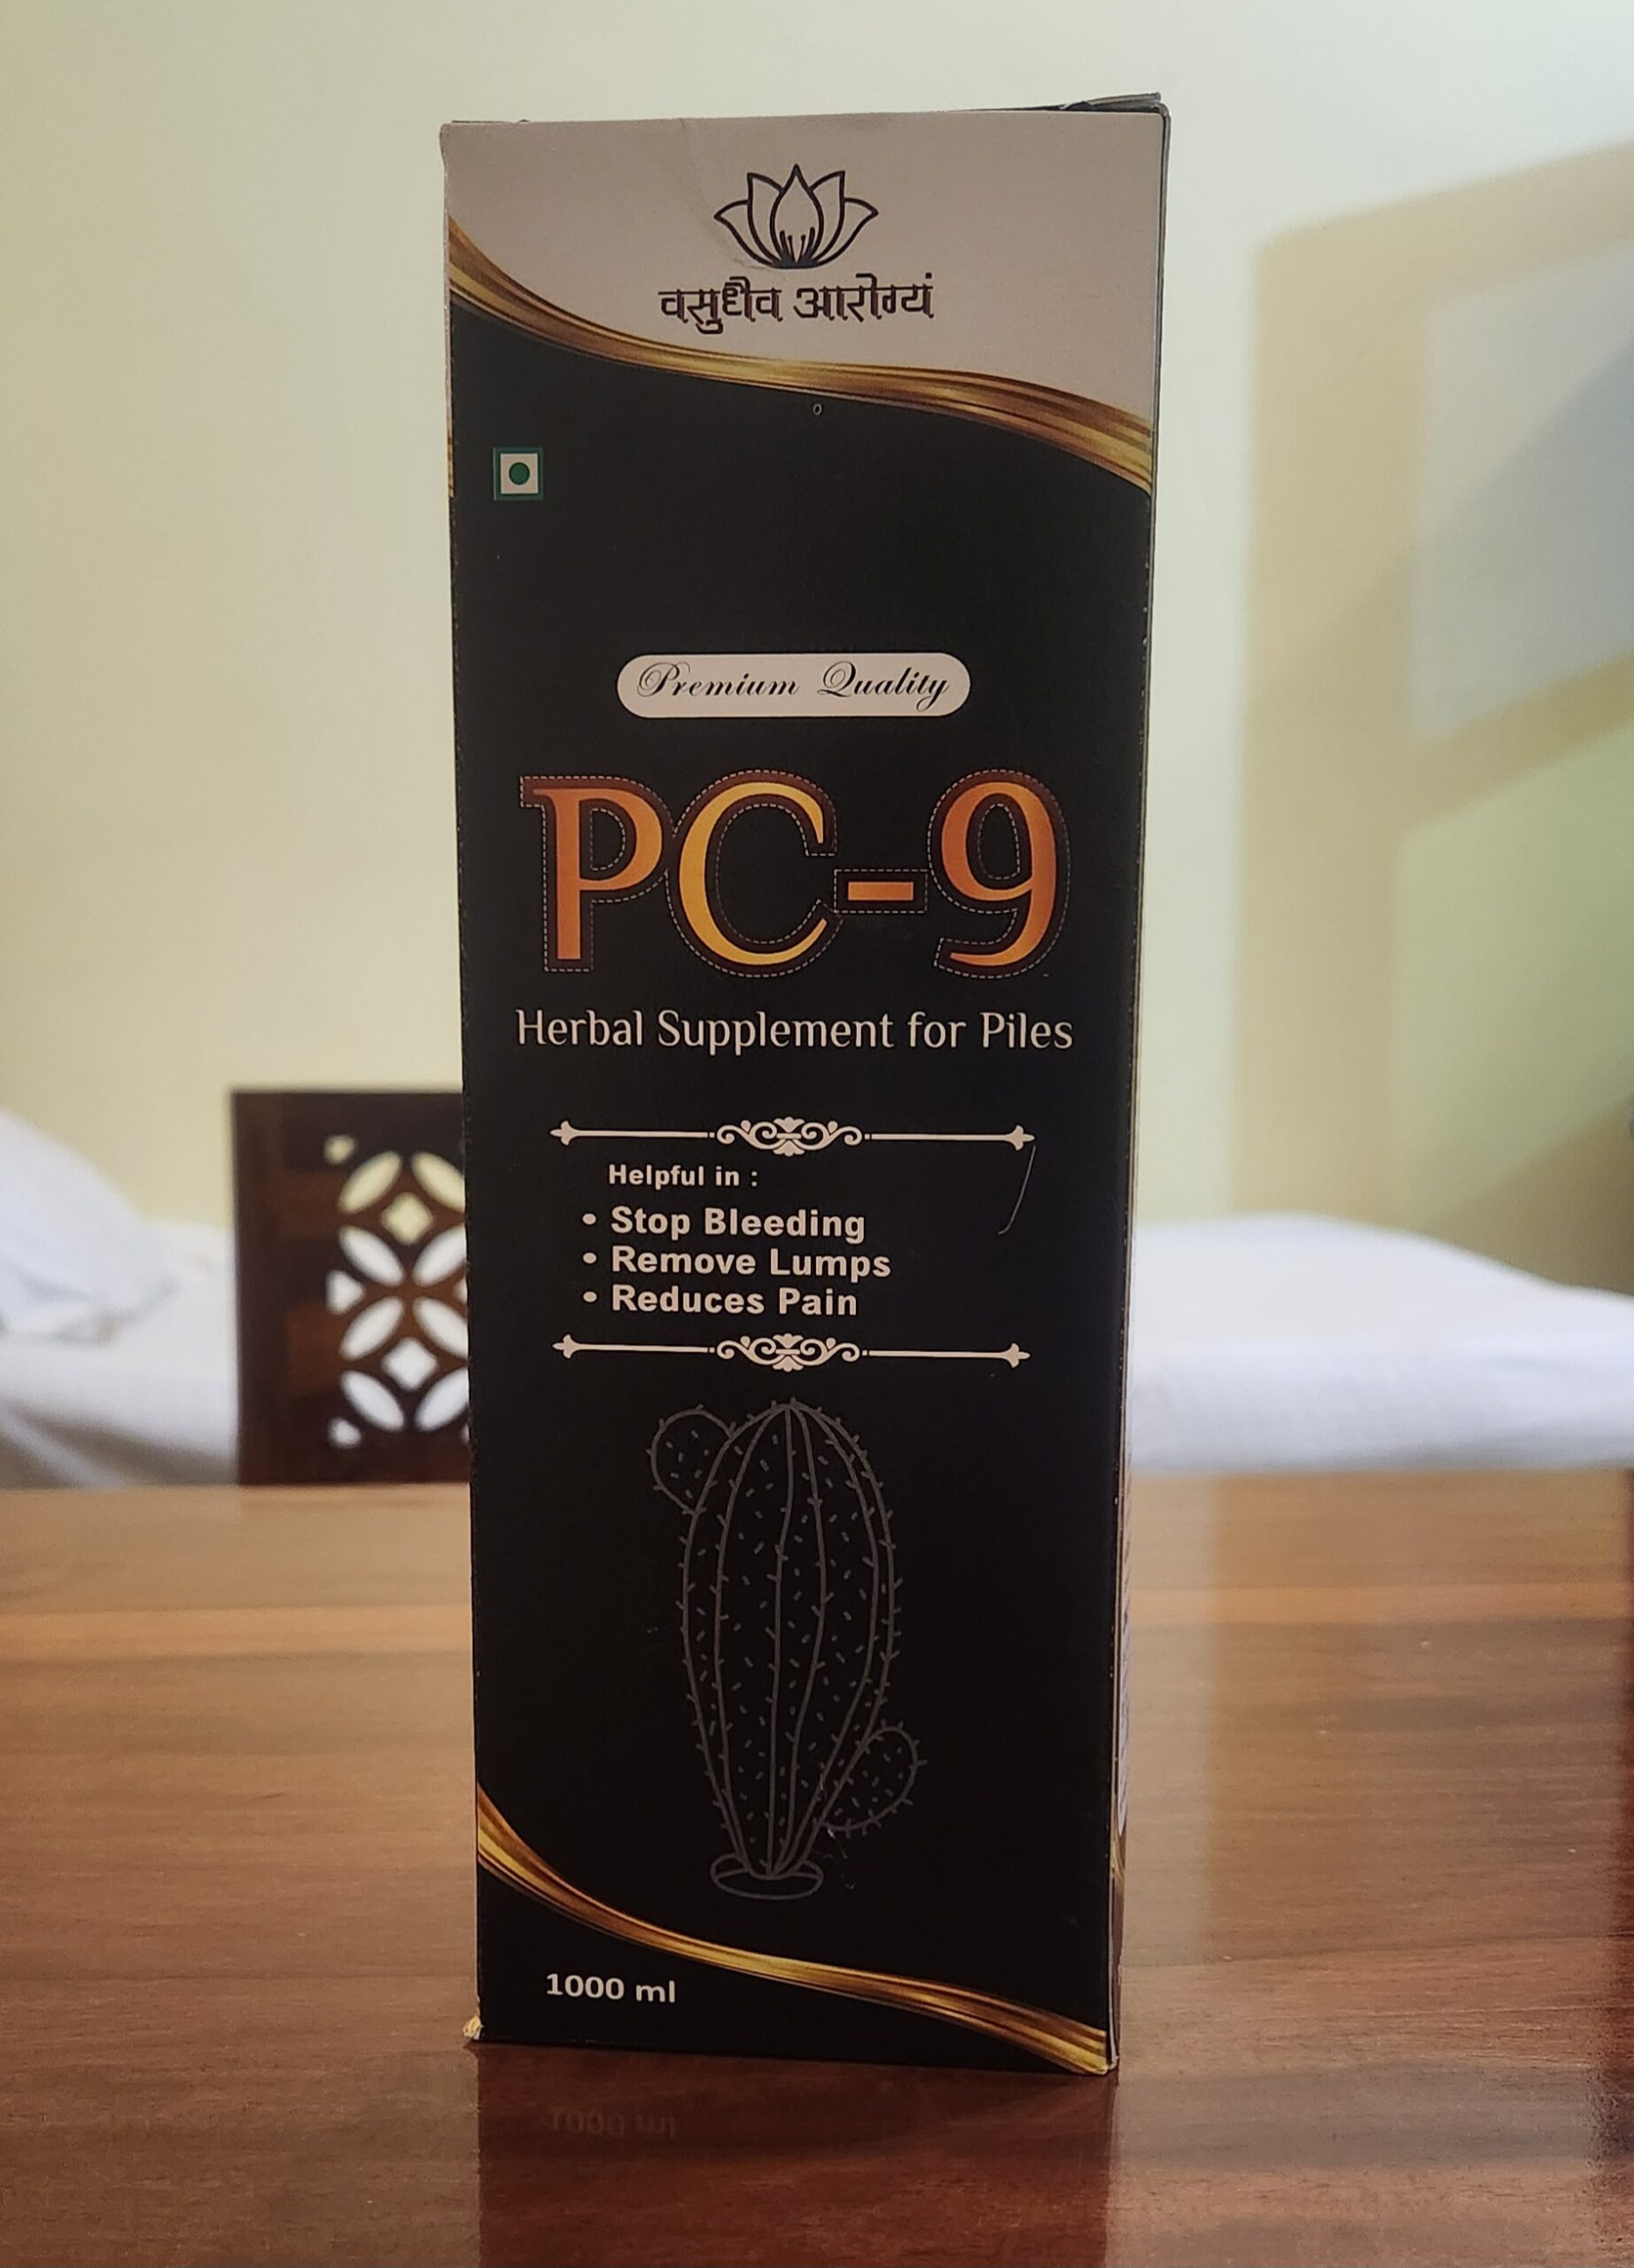 वसुधैव आरोग्यं
Premium Quality
PC-9
Herbal Supplement for Piles
Helpful in :
• Stop Bleeding
• Remove Lumps
• Reduces Pain
1000 ml